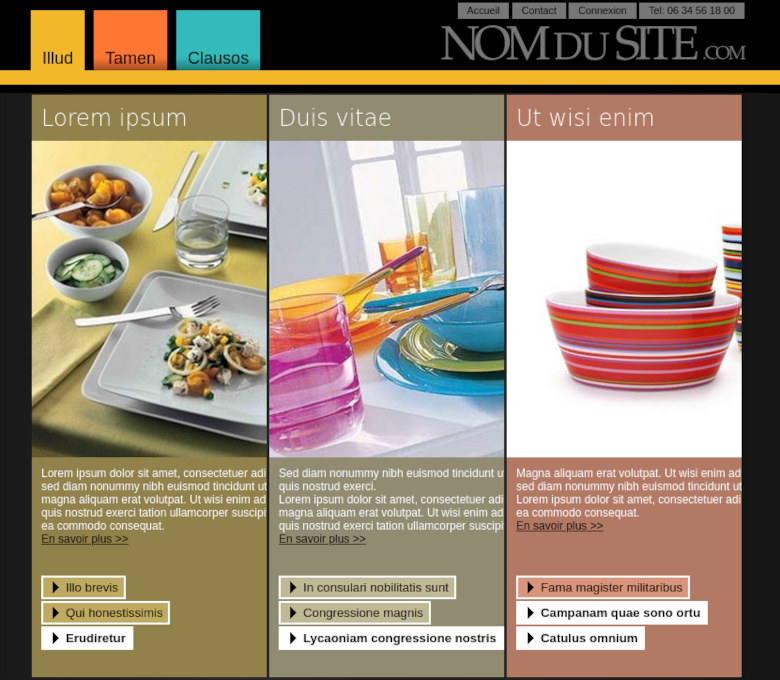 Accueil
Contact
Connexion
Tel: 06 34 56 18 00
Illud
Tamen
Clausos
NOM DU SITE .COM
Lorem ipsum
Lorem ipsum dolor sit amet, consectetuer adi
sed diam nonummy nibh euismod tincidunt ut
magna aliquam erat volutpat. Ut wisi enim ad
quis nostrud exerci tation ullamcorper suscipi
ea commodo consequat.
En savoir plus >>
Illo brevis
Qui honestissimis
Erudiretur
Duis vitae
Sed diam nonummy nibh euismod tincidunt u
quis nostrud exerci.
Lorem ipsum dolor sit amet, consectetuer adi
magna aliquam erat volutpat. Ut wisi enim ad
quis nostrud exerci tation ullamcorper suscipi
En savoir plus >>
In consulari nobilitatis sunt
Congressione magnis
Lycaoniam congressione nostris
Ut wisi enim
Magna aliquam erat volutpat. Ut wisi enim ad
sed diam nonummy nibh euismod tincidunt ut
Lorem ipsum dolor sit amet, consectetuer adi
ea commodo consequat.
En savoir plus >>
Fama magister militaribus
Campanam quae sono ortu
Catulus omnium